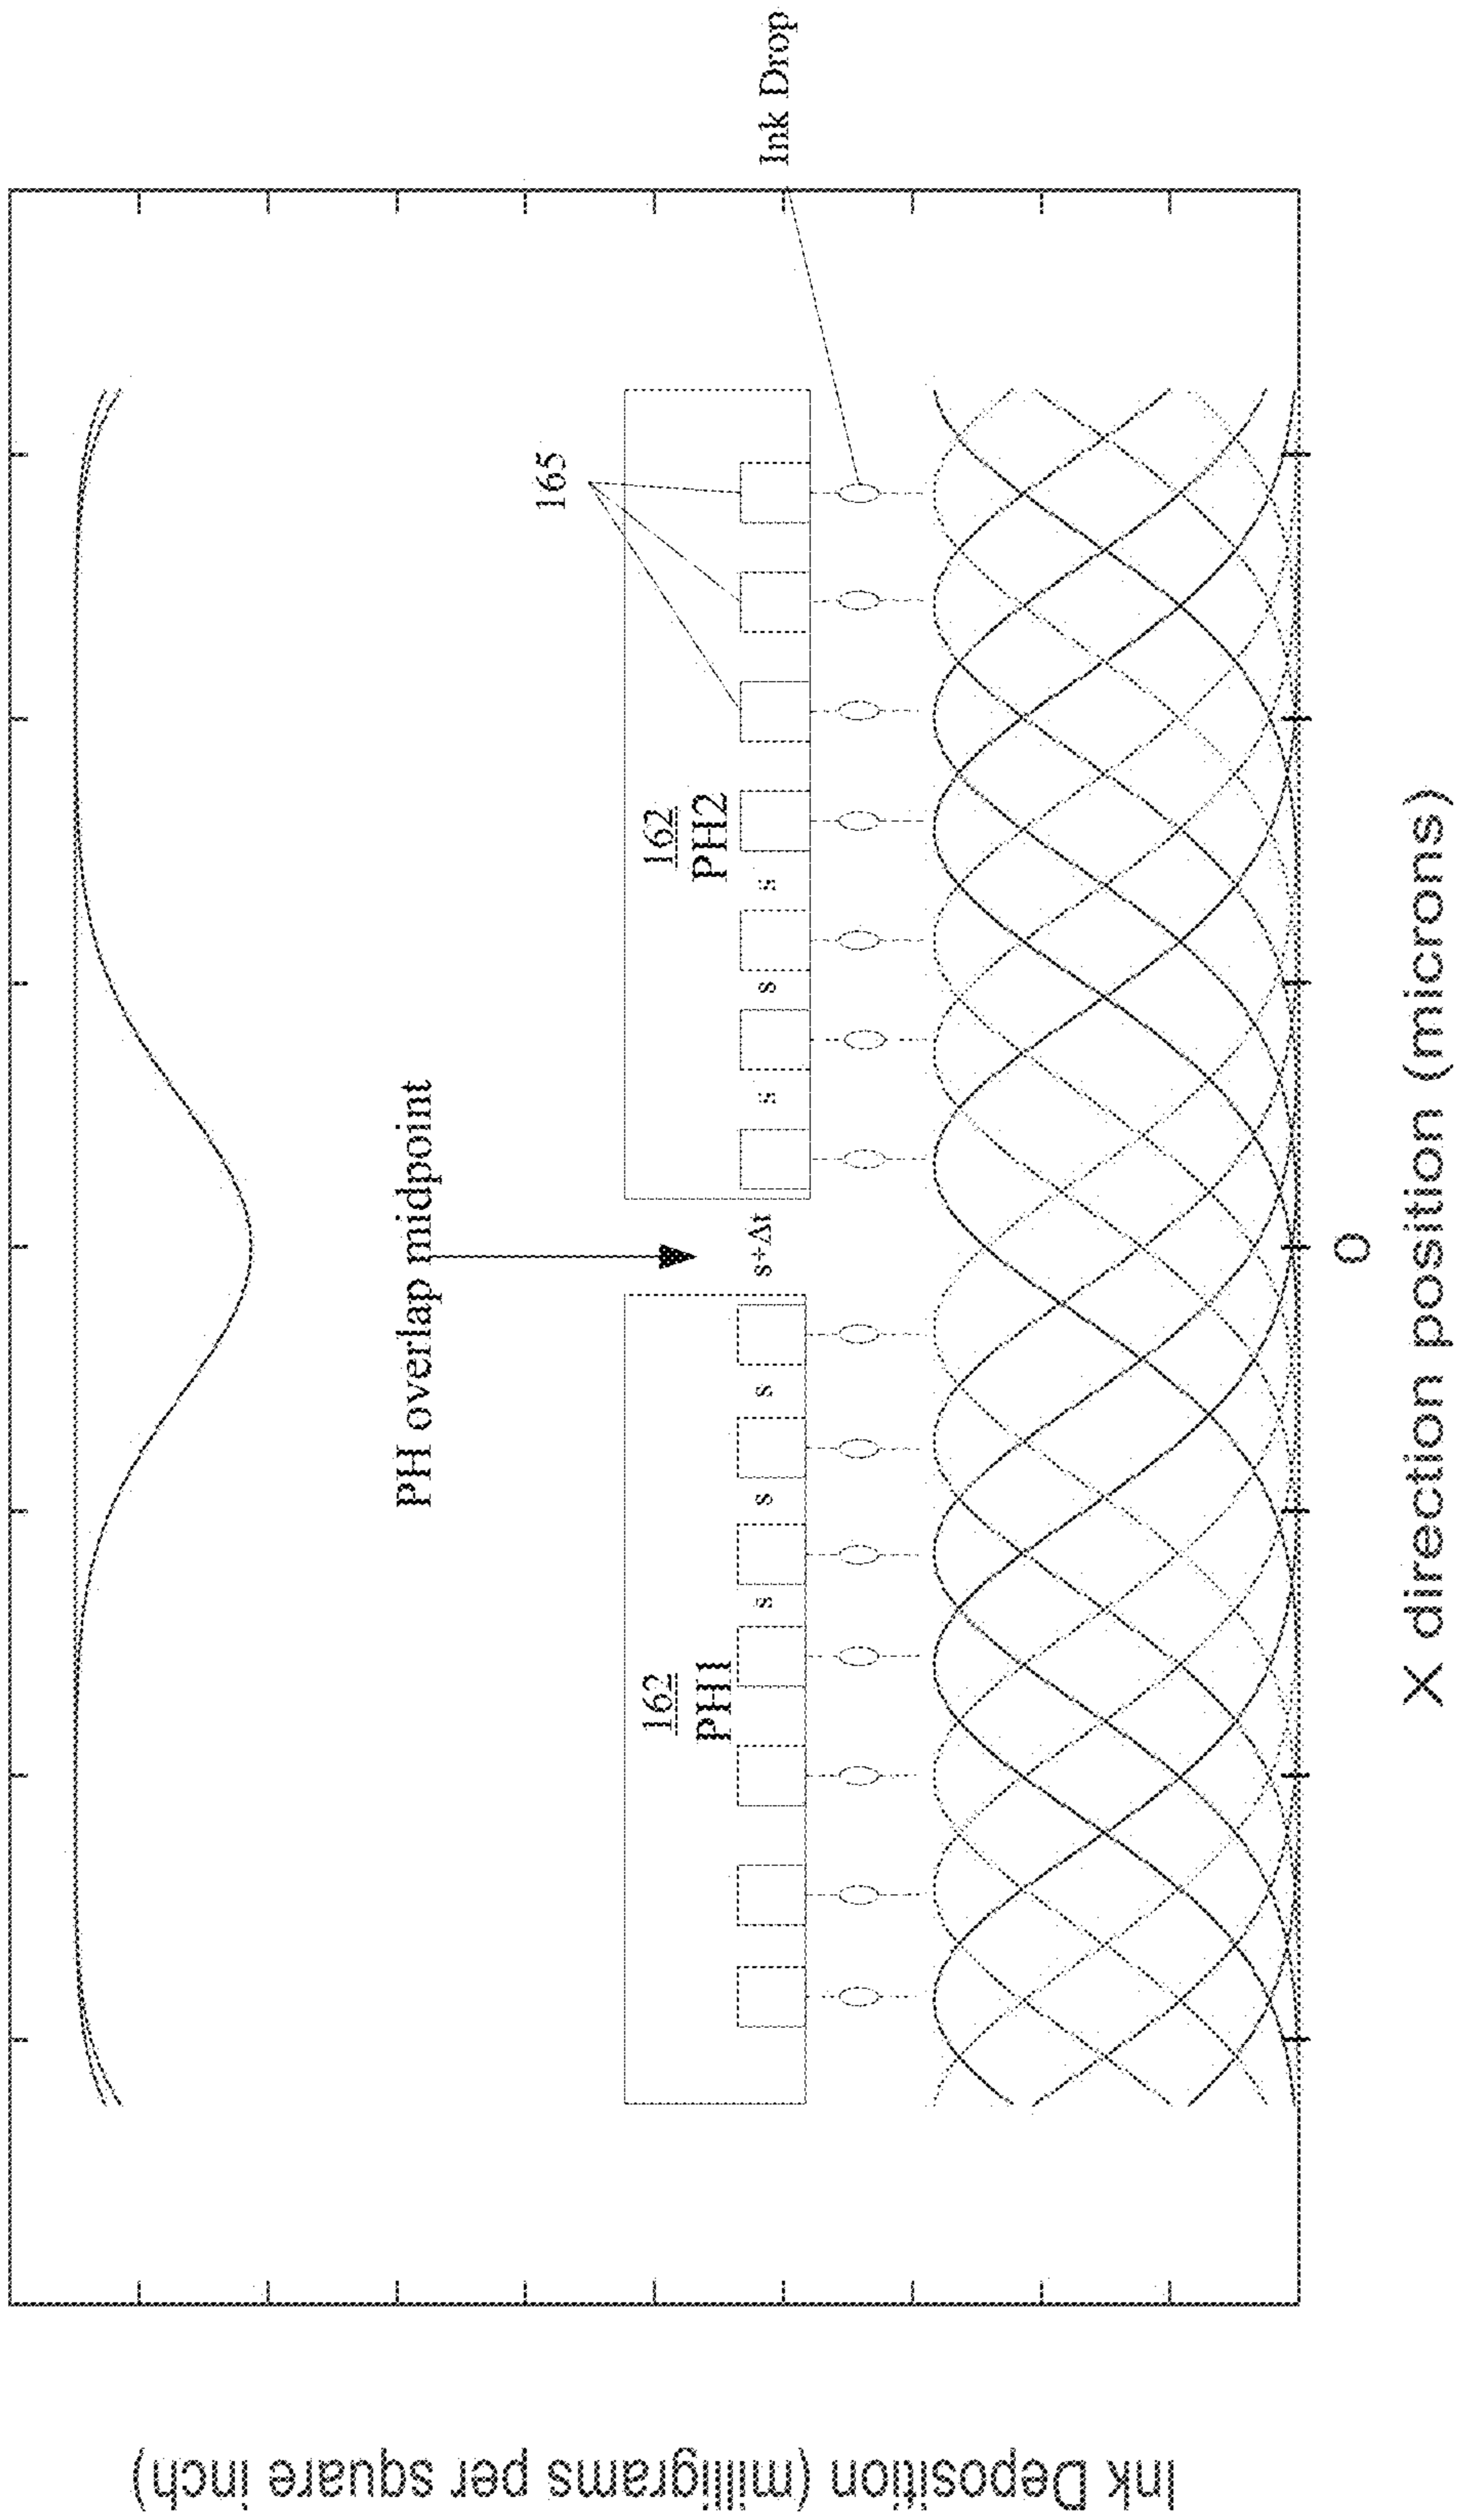 Ink Deposition (milligrams per square inch)
PH overlap midpoint
165
Ink Drop
162
PH1
162
PH2
s
s
s
s+Δt
s
s
s
0
X direction position (microns)